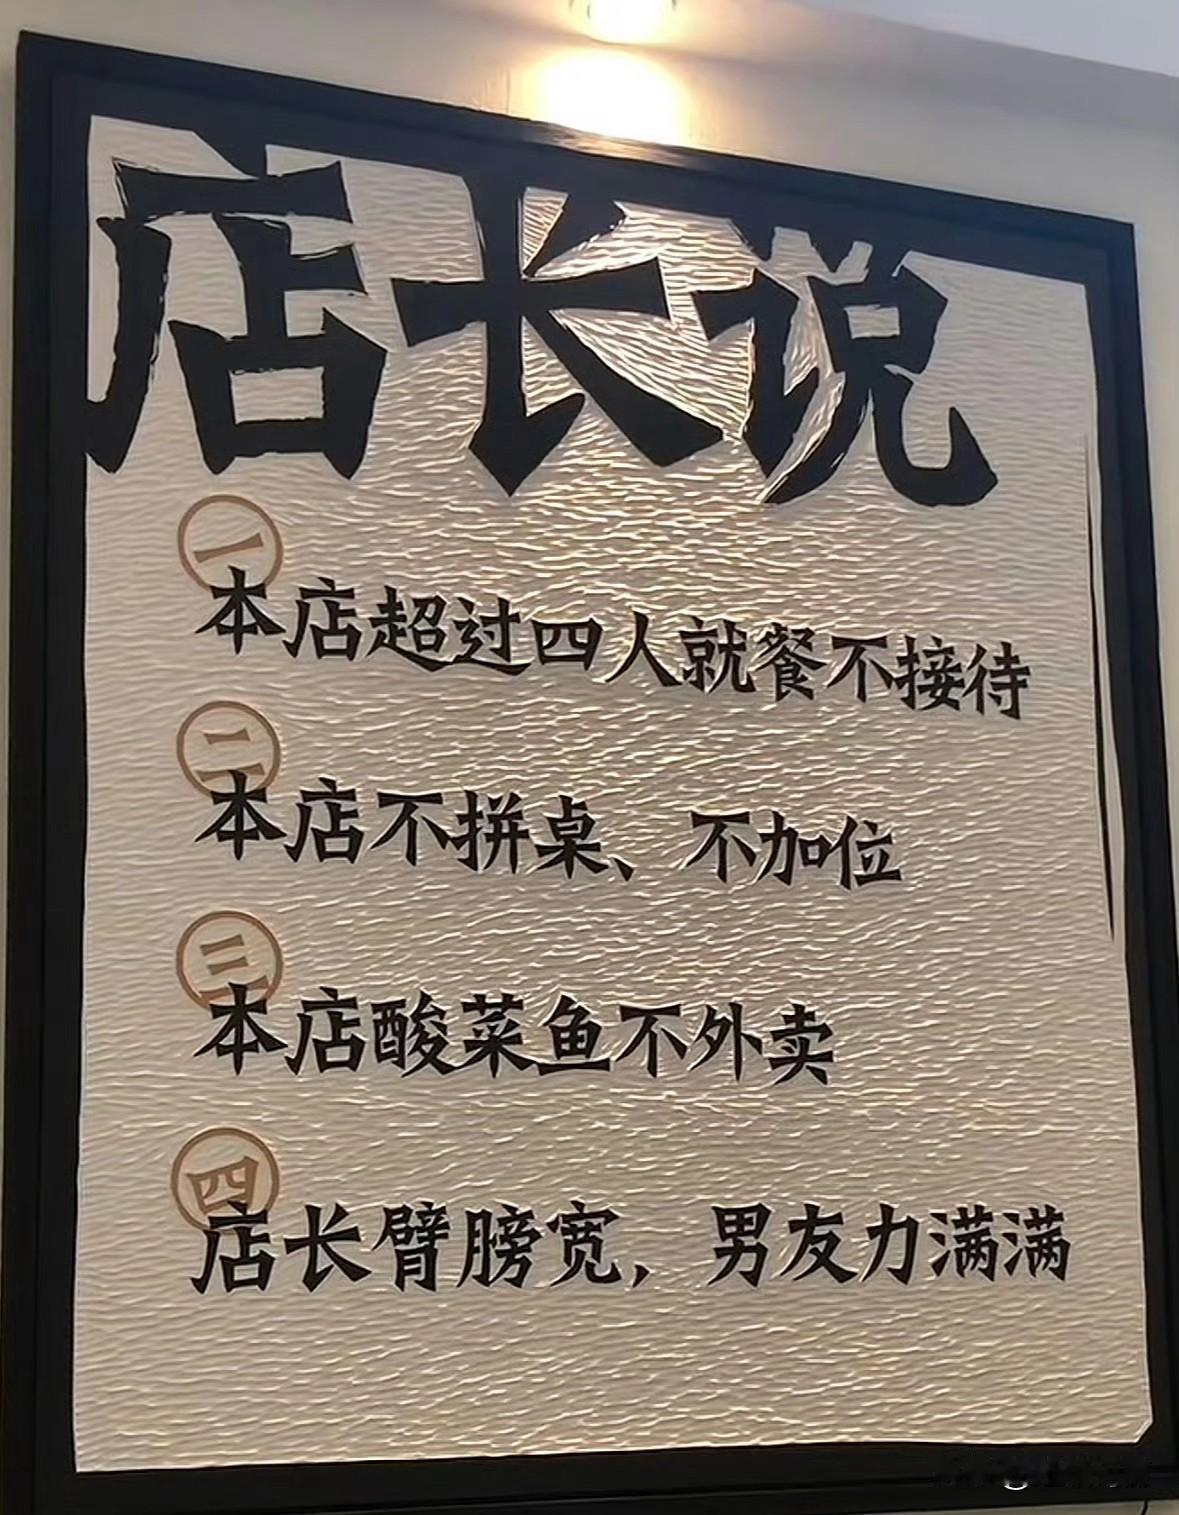 店长说
一
本店超过四人就餐不接待
二
本店不拼桌、不加位
三
本店酸菜鱼不外卖
四
店长臂膀宽，男友力满满